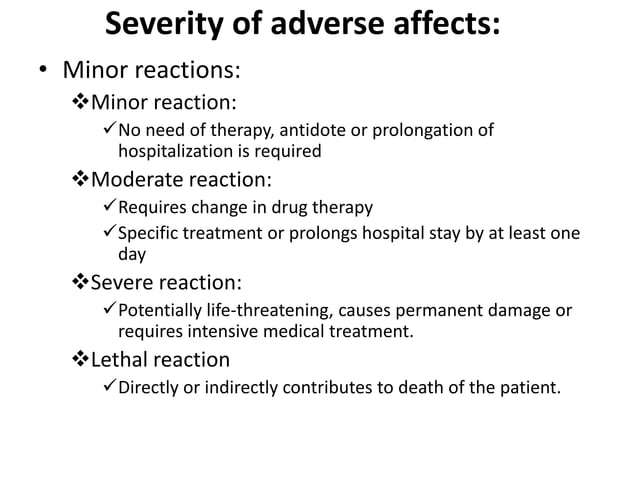 Severity of adverse affects:
• Minor reactions:
❖Minor reaction:
✓No need of therapy, antidote or prolongation of
hospitalization is required
❖Moderate reaction:
✓Requires change in drug therapy
✓Specific treatment or prolongs hospital stay by at least one
day
❖Severe reaction:
✓Potentially life-threatening, causes permanent damage or
requires intensive medical treatment.
❖Lethal reaction
✓Directly or indirectly contributes to death of the patient.